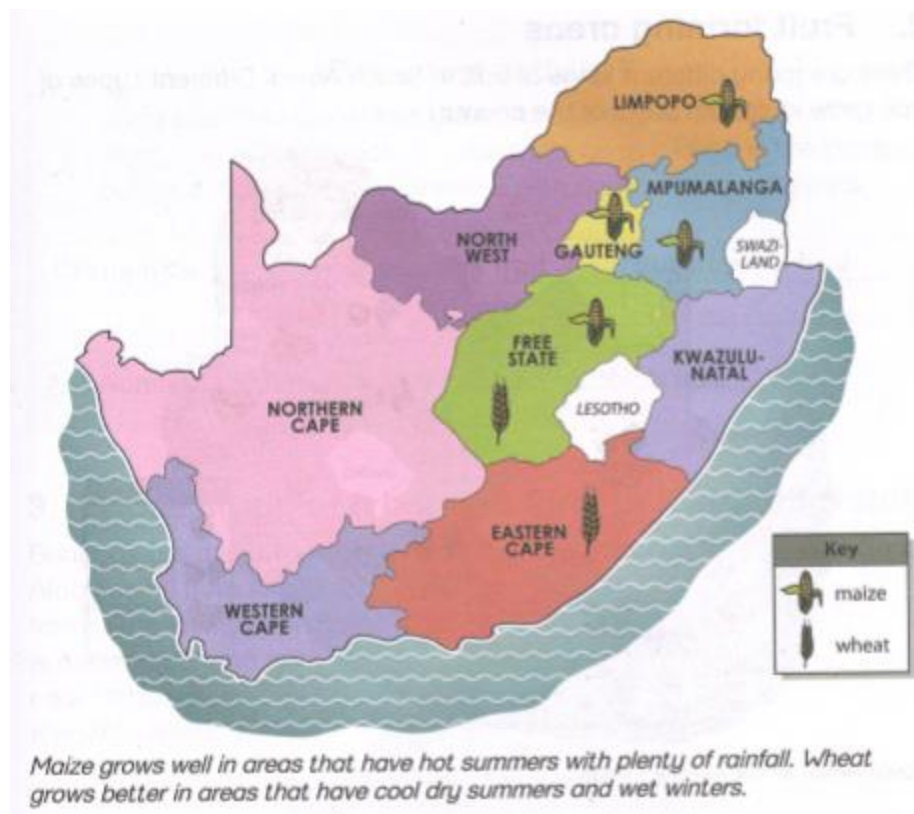 LIMPOPO
MPUMALANGA
NORTH
WEST
GAUTENG
SWAZI-
LAND
FREE
STATE
KWAZULU-
NATAL
NORTHERN
CAPE
LESOTHO
EASTERN
CAPE
WESTERN
CAPE
Key
maize
wheat
Maize grows well in areas that have hot summers with plenty of rainfall. Wheat
grows better in areas that have cool dry summers and wet winters.